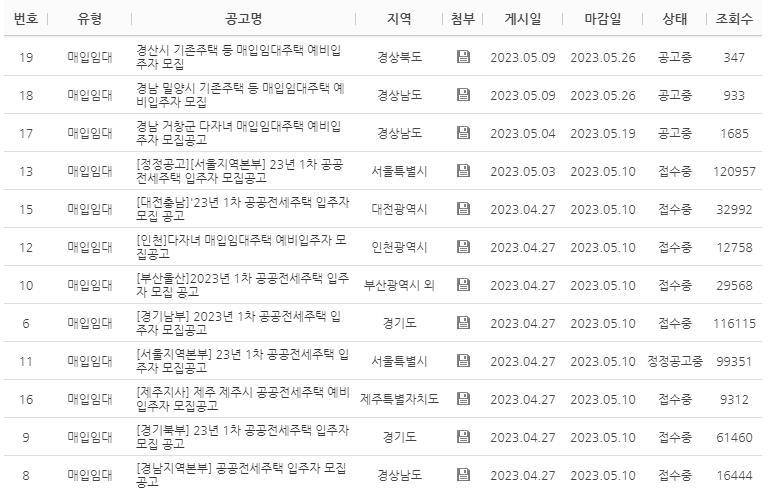 번호 유형 공고명 지역 첨부 게시일 마감일 상태 조회수
19 매입임대 경산시 기존주택 등 매입임대주택 예비입 경상북도 2023.05.09 2023.05.26 공고중 347
주자 모집
18 매입임대 경남 밀양시 기존주택 등 매입임대주택 예 경상남도 2023.05.09 2023.05.26 공고중 933
비입주자 모집
17 매입임대 경남 거창군 다자녀 매입임대주택 예비입 경상남도 2023.05.04 2023.05.19 공고중 1685
주자 모집공고
13 매입임대 [정정공고][서울지역본부] 23년 1차 공공 서울특별시 2023.05.03 2023.05.10 접수중 120957
전세주택 입주자 모집공고
15 매입임대 [대전충남]'23년 1차 공공전세주택 입주자 대전광역시 2023.04.27 2023.05.10 접수중 32992
모집 공고
12 매입임대 [인천]다자녀 매입임대주택 예비입주자 모 인천광역시 2023.04.27 2023.05.10 접수중 12758
집공고
10 매입임대 [부산울산]2023년 1차 공공전세주택 입주 부산광역시 외 2023.04.27 2023.05.10 접수중 29568
자 모집 공고
6 매입임대 [경기남부] 2023년 1차 공공전세주택 입 경기도 2023.04.27 2023.05.10 접수중 116115
주자 모집공고
11 매입임대 [서울지역본부] 23년 1차 공공전세주택 입 서울특별시 2023.04.27 2023.05.10 정정공고중 99351
주자 모집공고
16 매입임대 [제주지사] 제주 제주시 공공전세주택 예비 제주특별자치도 2023.04.27 2023.05.10 접수중 9312
입주자 모집공고
9 매입임대 [경기북부] 23년 1차 공공전세주택 입주자 경기도 2023.04.27 2023.05.10 접수중 61460
모집 공고
8 매입임대 [경남지역본부] 공공전세주택 입주자 모집 경상남도 2023.04.27 2023.05.10 접수중 16444
공고